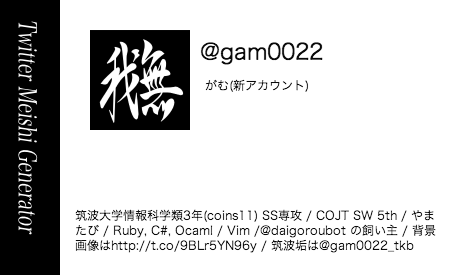 Twitter Meishi Generator
我無
@gam0022
がむ(新アカウント)
筑波大学情報科学類3年(coins11) SS専攻 / COJT SW 5th / やま
たび / Ruby, C#, Ocaml / Vim /@daigoroubot の飼い主 / 背景
画像はhttp://t.co/9BLr5YN96y / 筑波垢は@gam0022_tkb